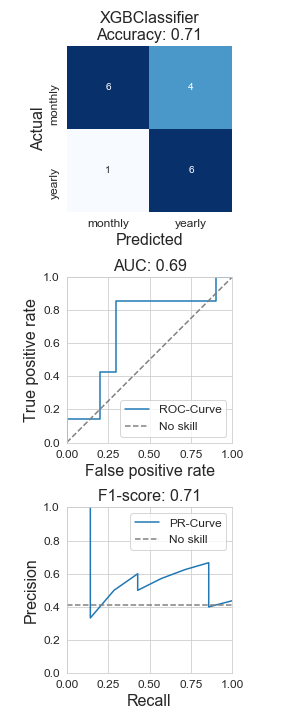 XGBClassifier
Accuracy: 0.71
Actual
monthly
yearly
6
4
1
6
monthly
yearly
Predicted
AUC: 0.69
True positive rate
1.0
0.8
0.6
0.4
0.2
0.0
ROC-Curve
No skill
0.00
0.25
0.50
0.75
1.00
False positive rate
F1-score: 0.71
Precision
1.0
0.8
0.6
0.4
0.2
0.0
PR-Curve
No skill
0.00
0.25
0.50
0.75
1.00
Recall